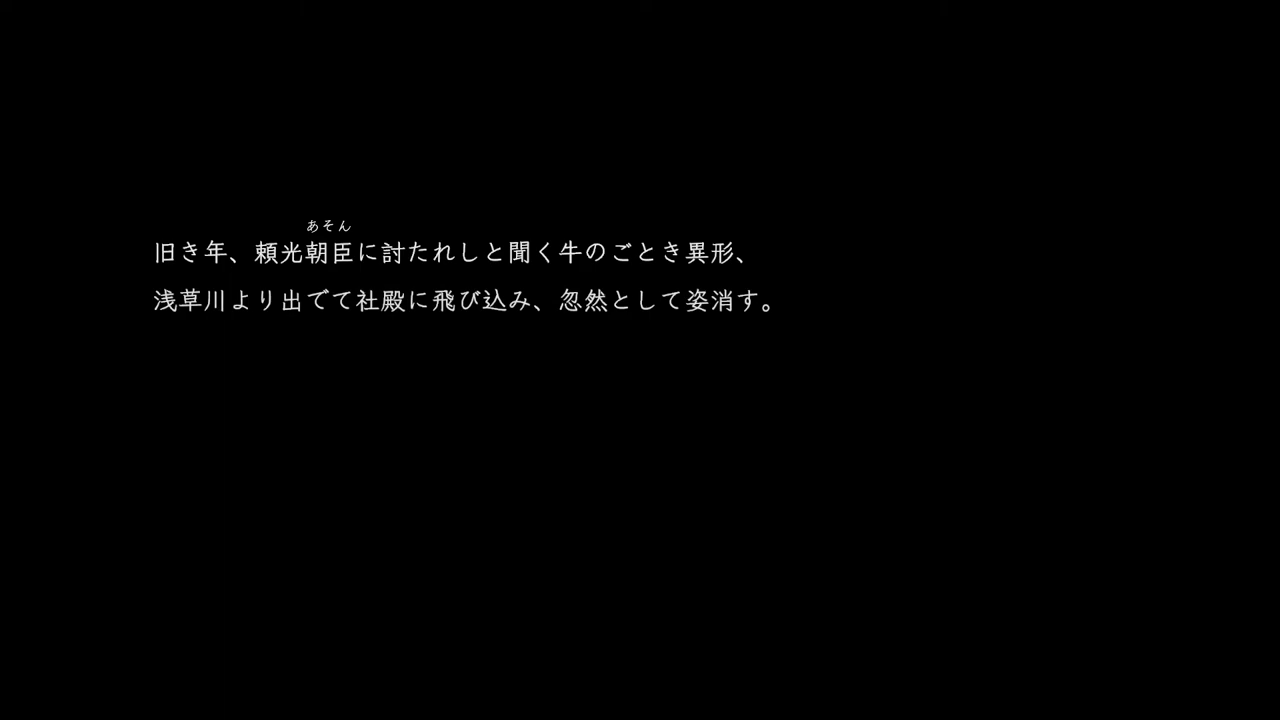 あそん
旧き年、頼光朝臣に討たれしと聞く牛のごとき異形、
浅草川より出でて社殿に飛び込み、忽然として姿消す。